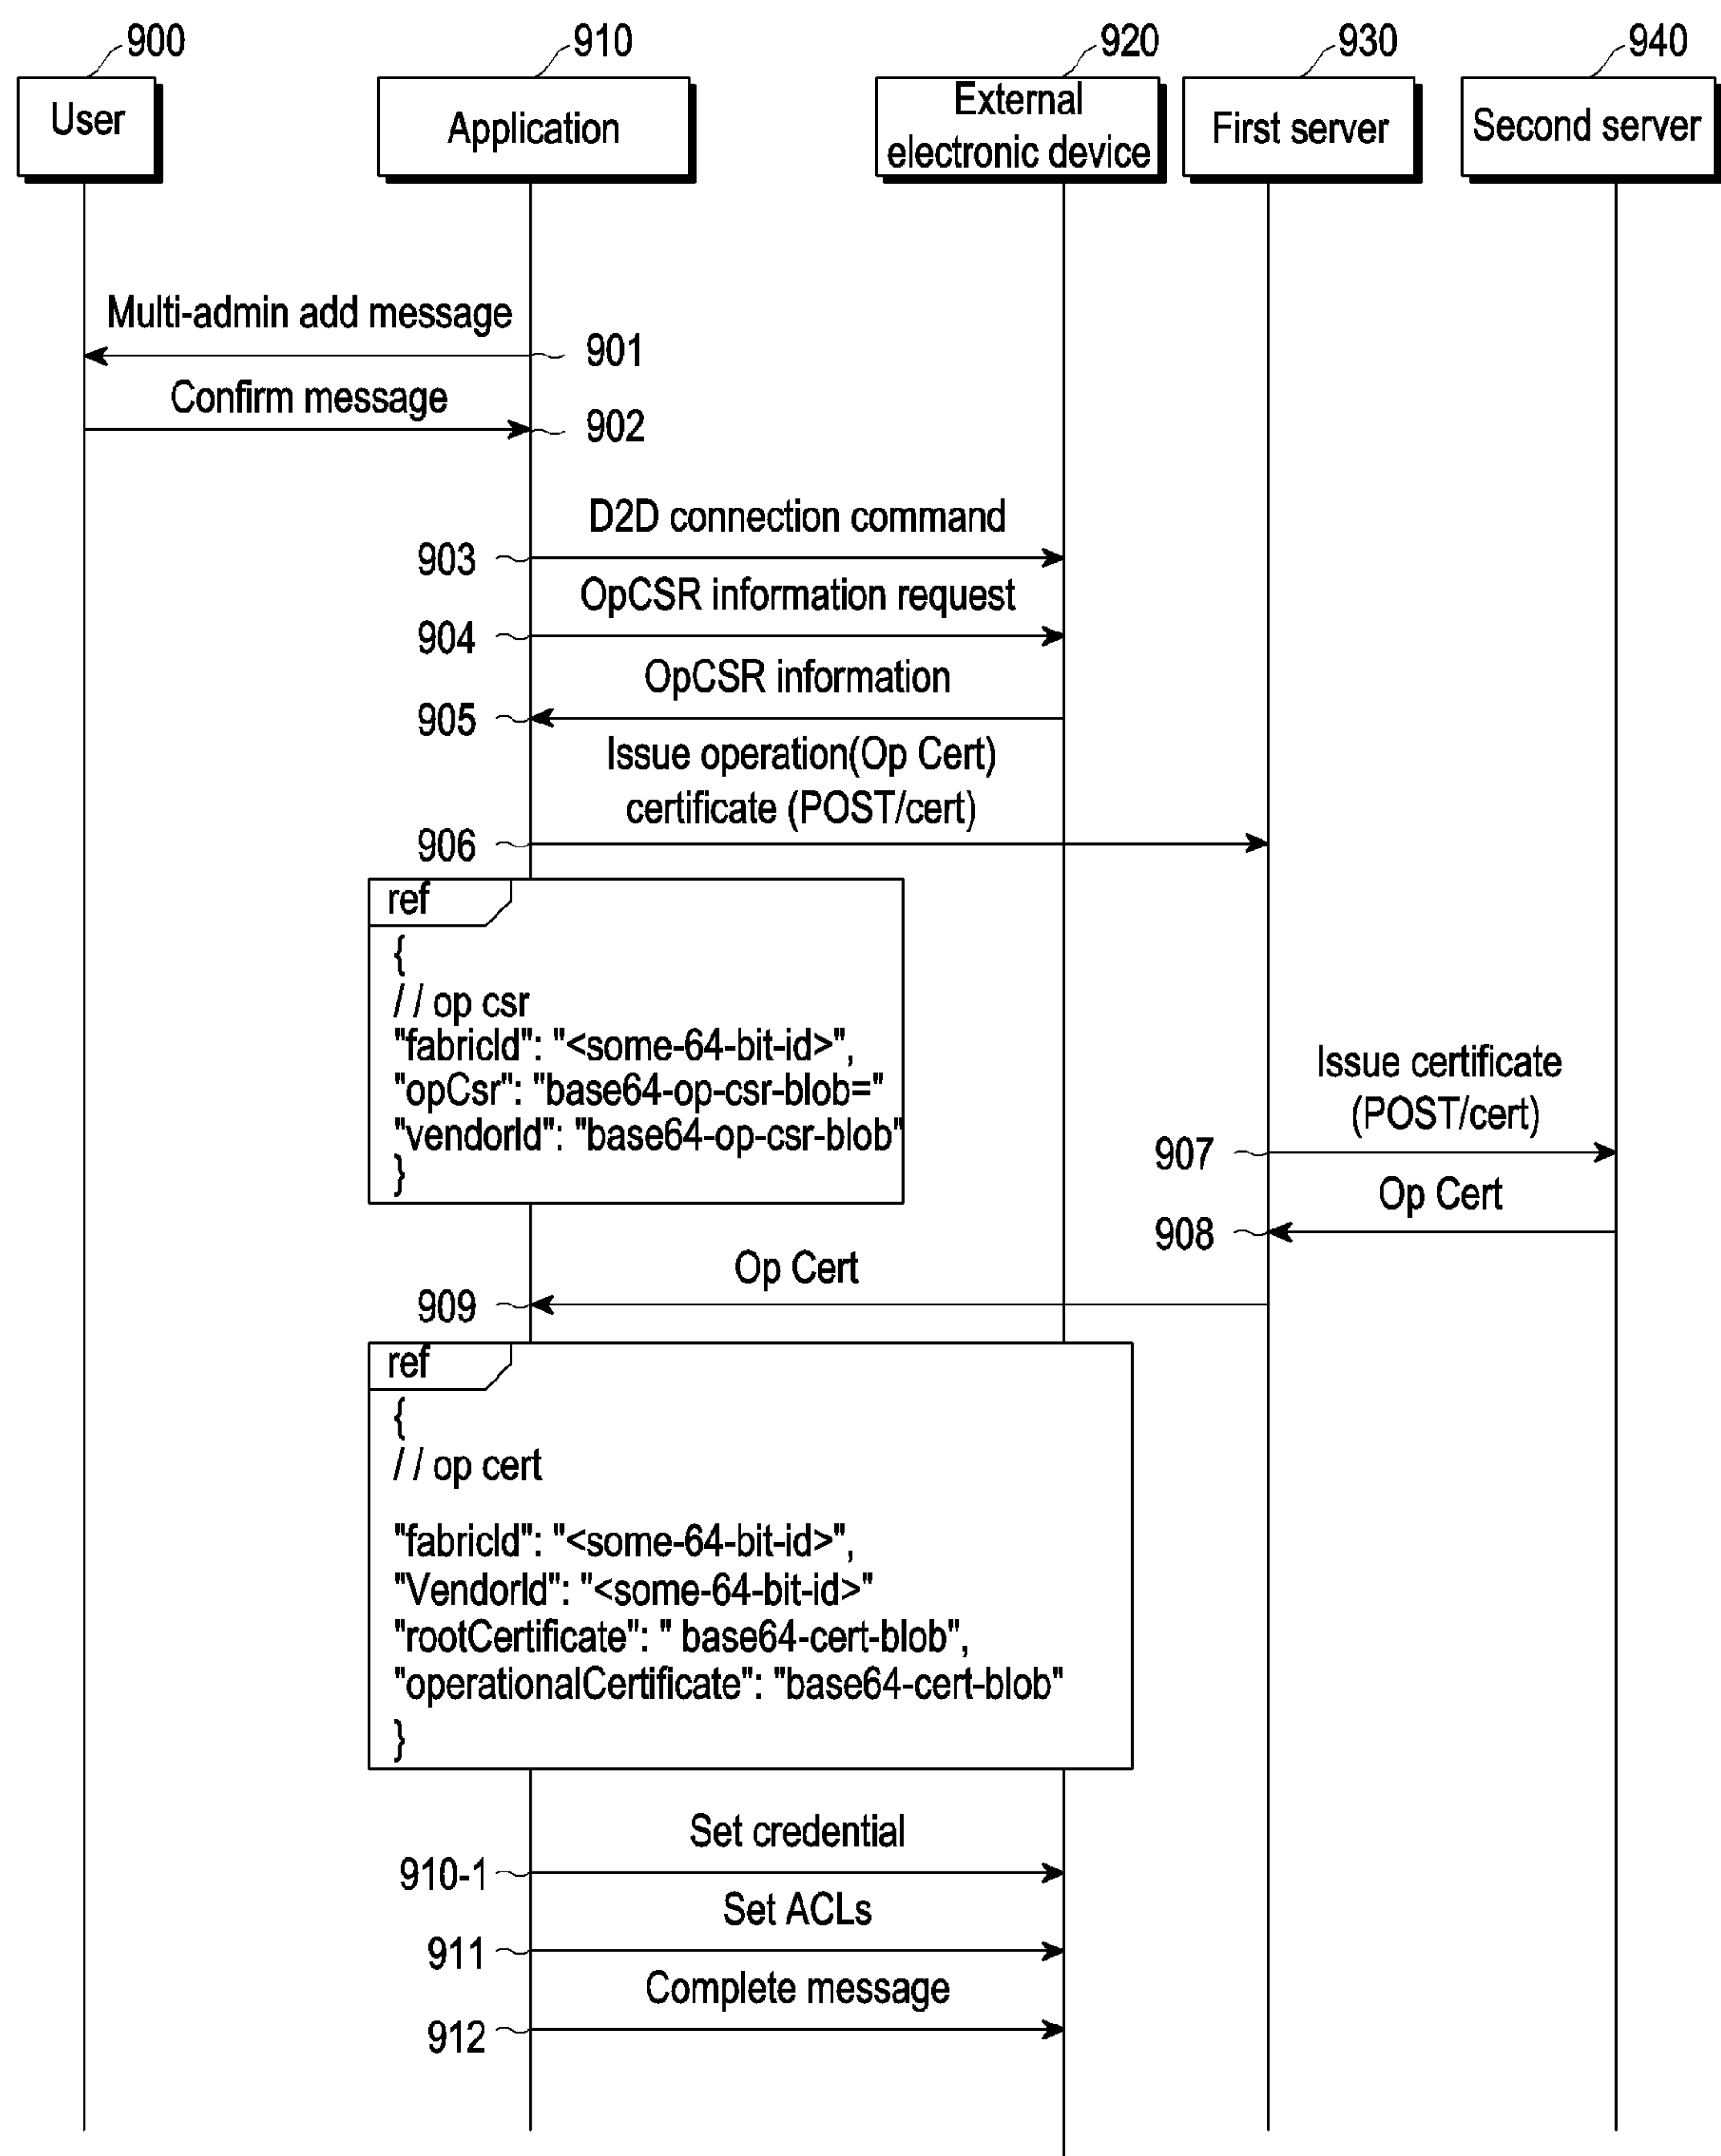 900
910
920
930
940
User
Application
External
electronic device
First server
Second server
Multi-admin add message
901
Confirm message
902
D2D connection command
903
OpCSR information request
904
OpCSR information
905
Issue operation(Op Cert)
certificate (POST/cert)
906
ref
{
// op csr
"fabricId": "<some-64-bit-id>",
"opCsr": "base64-op-csr-blob="
"vendorId": "base64-op-csr-blob"
}
Issue certificate
(POST/cert)
907
Op Cert
908
Op Cert
909
ref
{
// op cert
"fabricId": "<some-64-bit-id>",
"VendorId": "<some-64-bit-id>"
"rootCertificate": " base64-cert-blob",
"operationalCertificate": "base64-cert-blob"
}
Set credential
910-1
Set ACLs
911
Complete message
912